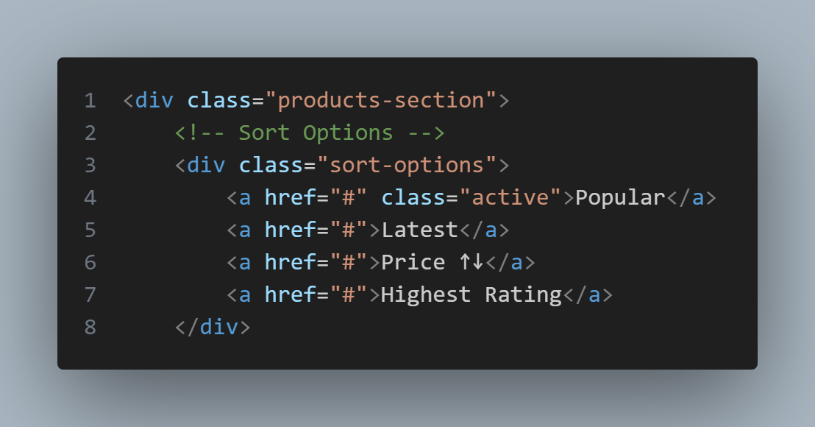 1 <div class="products-section">
2     <!-- Sort Options -->
3     <div class="sort-options">
4         <a href="#" class="active">Popular</a>
5         <a href="#">Latest</a>
6         <a href="#">Price ↑↓</a>
7         <a href="#">Highest Rating</a>
8     </div>